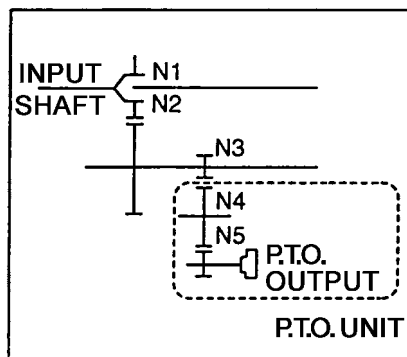 INPUT
SHAFT
N1
N2
N3
N4
N5
P.T.O.
OUTPUT
P.T.O. UNIT